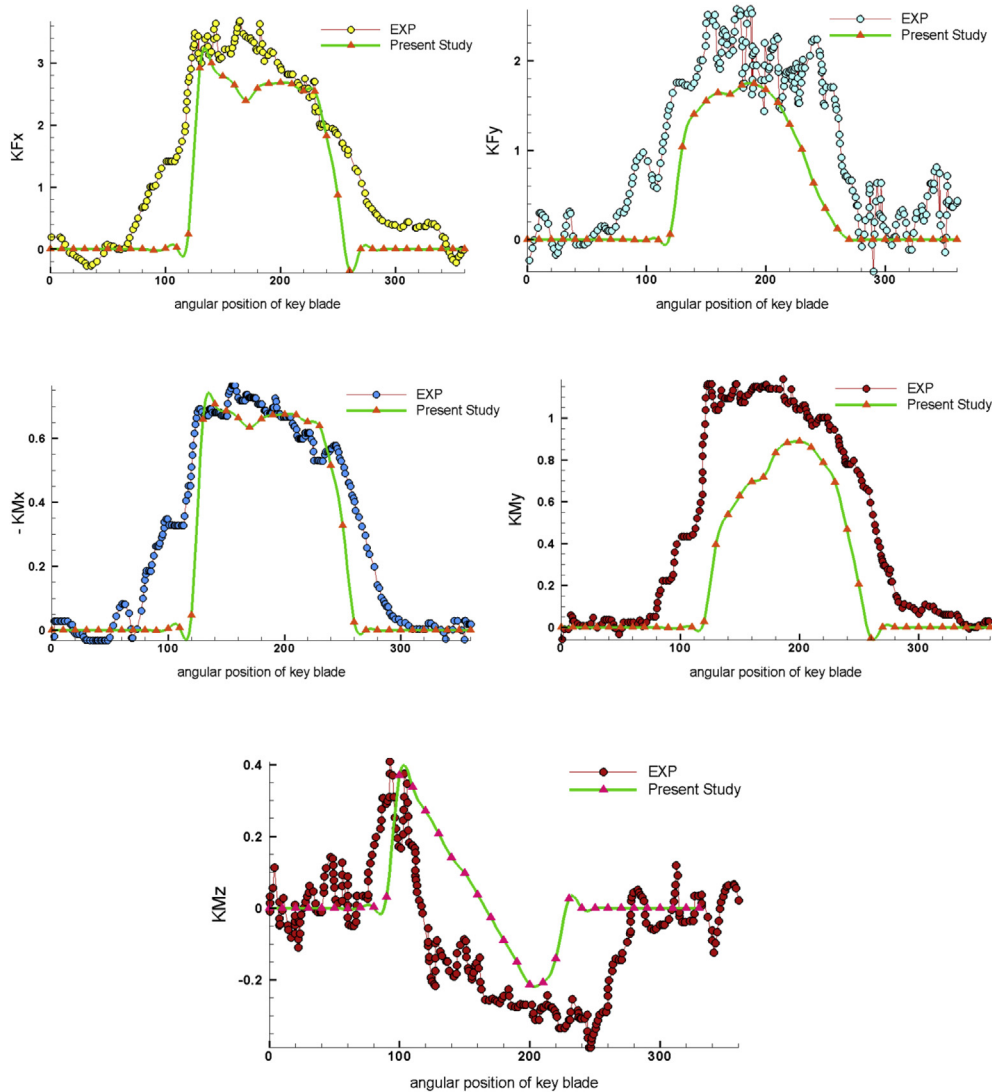 EXP
Present Study
KFx
3
2
1
0
0
100
200
300
angular position of key blade
EXP
Present Study
KFy
2
1
0
0
100
200
300
angular position of key blade
EXP
Present Study
- KMx
0.6
0.4
0.2
0
0
100
200
300
angular position of key blade
EXP
Present Study
KMy
1
0.8
0.6
0.4
0.2
0
0
100
200
300
angular position of key blade
EXP
Present Study
KMz
0.4
0.2
0
-0.2
0
100
200
300
angular position of key blade